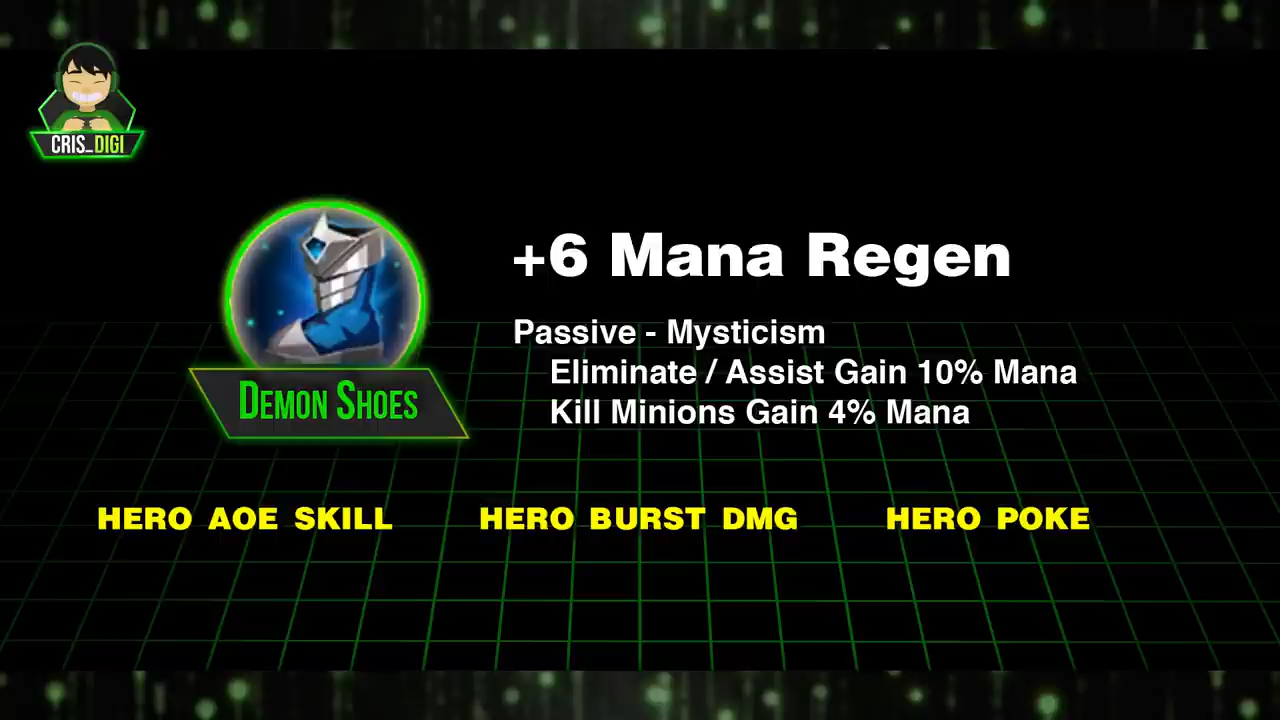 CRIS_DIGI
DEMON SHOES
+6 Mana Regen
Passive - Mysticism
Eliminate / Assist Gain 10% Mana
Kill Minions Gain 4% Mana
HERO AOE SKILL
HERO BURST DMG
HERO POKE